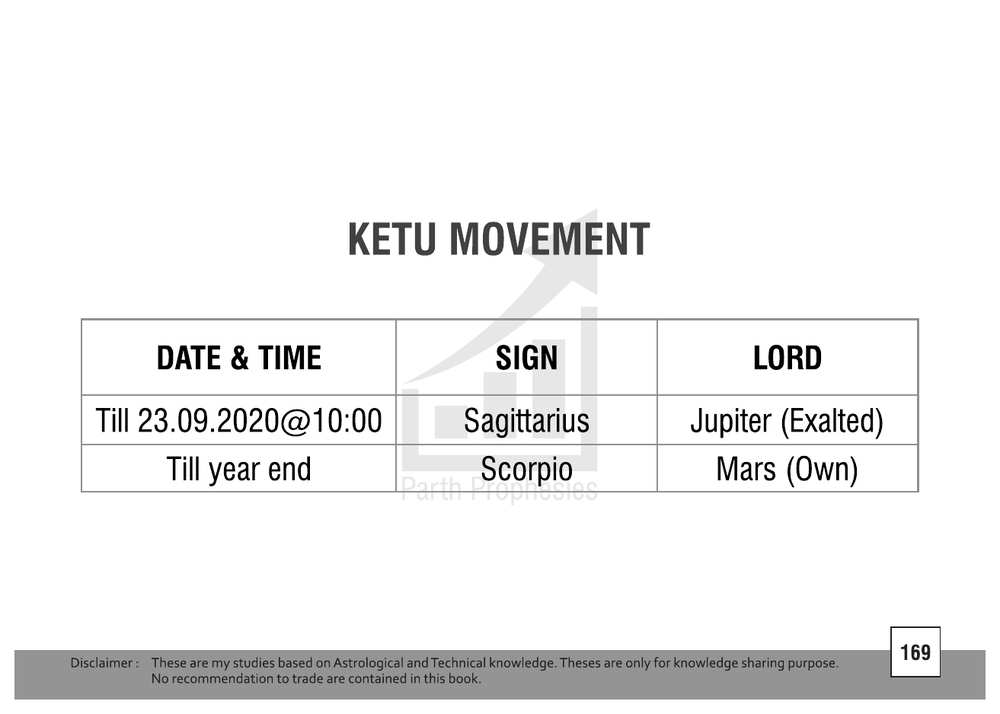 KETU MOVEMENT
DATE & TIME SIGN LORD
Till 23.09.2020@10:00 Sagittarius Jupiter (Exalted)
Till year end Scorpio Mars (Own)
Parth Prophesies
169
Disclaimer : These are my studies based on Astrological and Technical knowledge. Theses are only for knowledge sharing purpose.
No recommendation to trade are contained in this book.